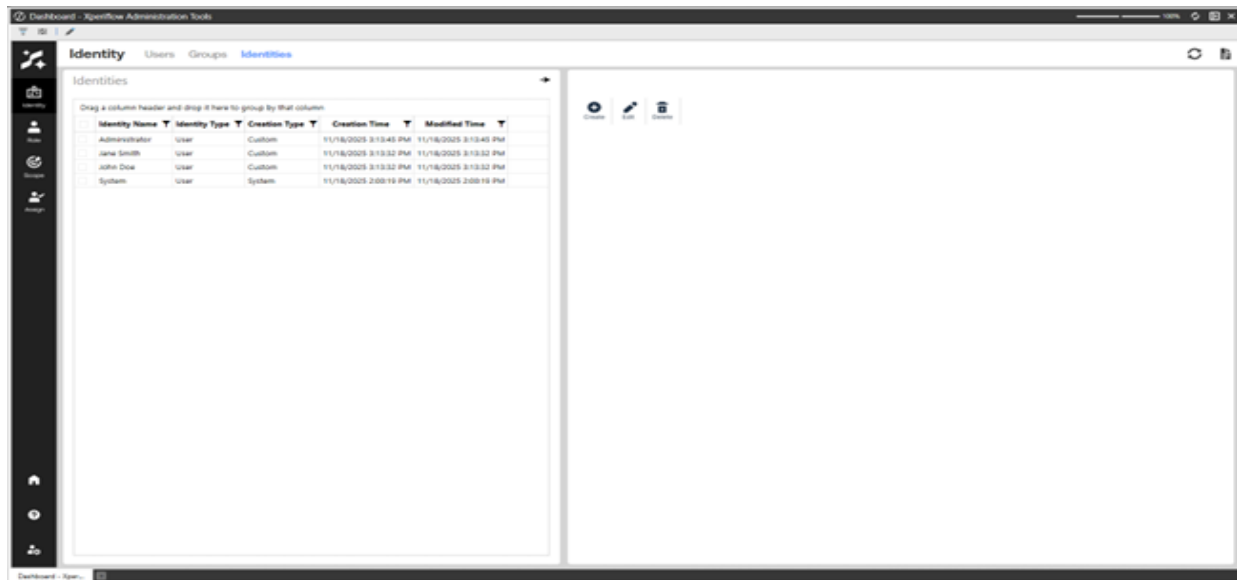 Dashboard - Xperiflow Administration Tools
100%
Identity Users Groups Identities
Identities
Drag a column header and drop it here to group by that column
Identity Name Identity Type Creation Type Creation Time Modified Time
Administrator User Custom 11/18/2025 3:13:45 PM 11/18/2025 3:13:45 PM
Jane Smith User Custom 11/18/2025 3:13:32 PM 11/18/2025 3:13:32 PM
John Doe User Custom 11/18/2025 3:13:32 PM 11/18/2025 3:13:32 PM
System User System 11/18/2025 2:00:19 PM 11/18/2025 2:00:19 PM
Create Edit Delete
Identity
Role
Scope
Assign
Dashboard - Xper...